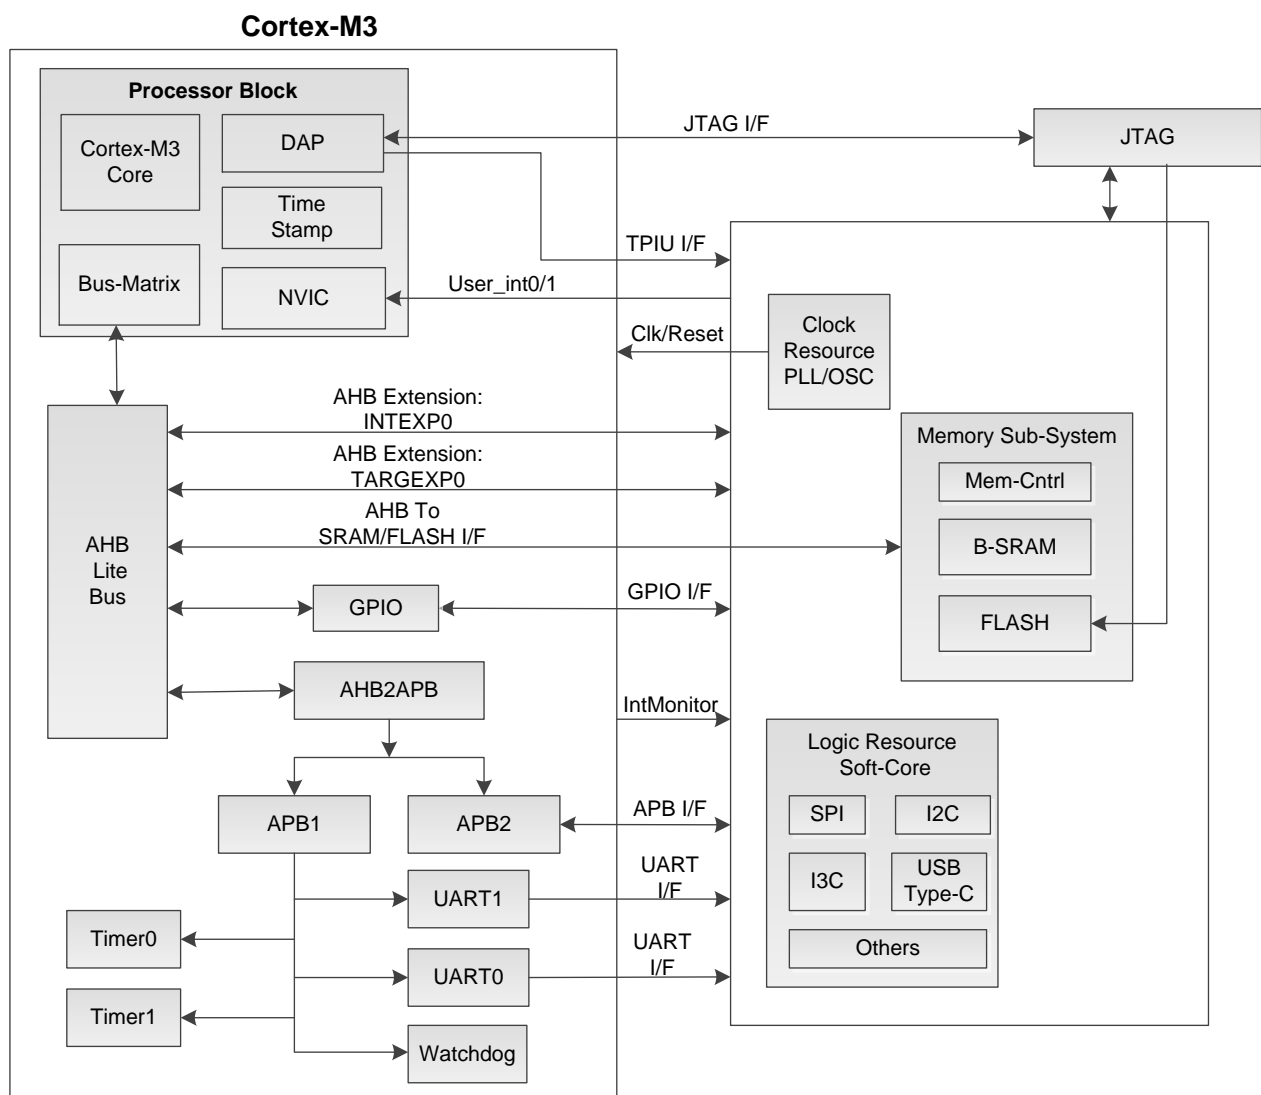 Cortex-M3
Processor Block
Cortex-M3
Core
DAP
Time
Stamp
Bus-Matrix
NVIC
JTAG I/F
JTAG
TPIU I/F
User_int0/1
Clk/Reset
Clock
Resource
PLL/OSC
AHB Extension:
INTEXP0
AHB Extension:
TARGEXP0
AHB To
SRAM/FLASH I/F
AHB
Lite
Bus
Memory Sub-System
Mem-Cntrl
B-SRAM
FLASH
GPIO
GPIO I/F
AHB2APB
IntMonitor
Logic Resource
Soft-Core
SPI
I2C
I3C
USB
Type-C
Others
APB1
APB2
APB I/F
UART1
UART
I/F
Timer0
UART0
UART
I/F
Timer1
Watchdog